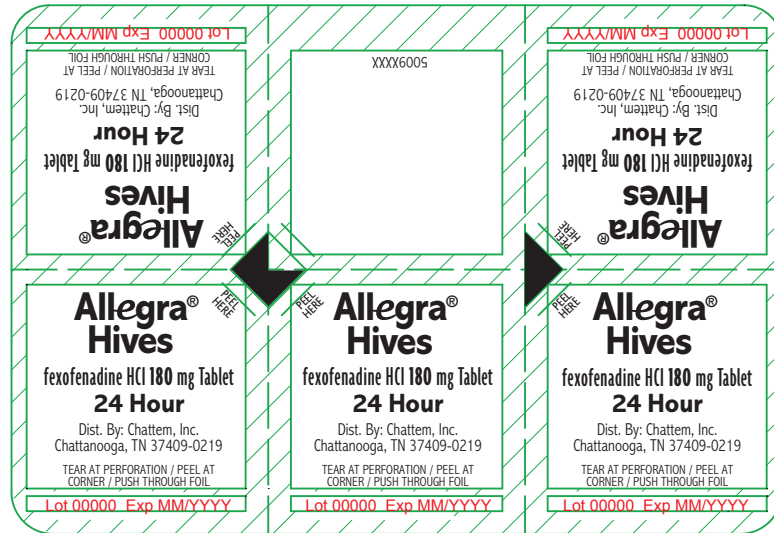 Lot 00000 Exp MM/YYYY
TEAR AT PERFORATION / PEEL AT
CORNER / PUSH THROUGH FOIL
Dist. By: Chattem, Inc.
Chattanooga, TN 37409-0219
24 Hour
fexofenadine HCl 180 mg Tablet
Allegra®
Hives
PEEL
HERE
5009XXXX
Lot 00000 Exp MM/YYYY
TEAR AT PERFORATION / PEEL AT
CORNER / PUSH THROUGH FOIL
Dist. By: Chattem, Inc.
Chattanooga, TN 37409-0219
24 Hour
fexofenadine HCl 180 mg Tablet
Allegra®
Hives
PEEL
HERE
PEEL
HERE
Allegra®
Hives
fexofenadine HCl 180 mg Tablet
24 Hour
Dist. By: Chattem, Inc.
Chattanooga, TN 37409-0219
TEAR AT PERFORATION / PEEL AT
CORNER / PUSH THROUGH FOIL
Lot 00000 Exp MM/YYYY
PEEL
HERE
Allegra®
Hives
fexofenadine HCl 180 mg Tablet
24 Hour
Dist. By: Chattem, Inc.
Chattanooga, TN 37409-0219
TEAR AT PERFORATION / PEEL AT
CORNER / PUSH THROUGH FOIL
Lot 00000 Exp MM/YYYY
PEEL
HERE
Allegra®
Hives
fexofenadine HCl 180 mg Tablet
24 Hour
Dist. By: Chattem, Inc.
Chattanooga, TN 37409-0219
TEAR AT PERFORATION / PEEL AT
CORNER / PUSH THROUGH FOIL
Lot 00000 Exp MM/YYYY